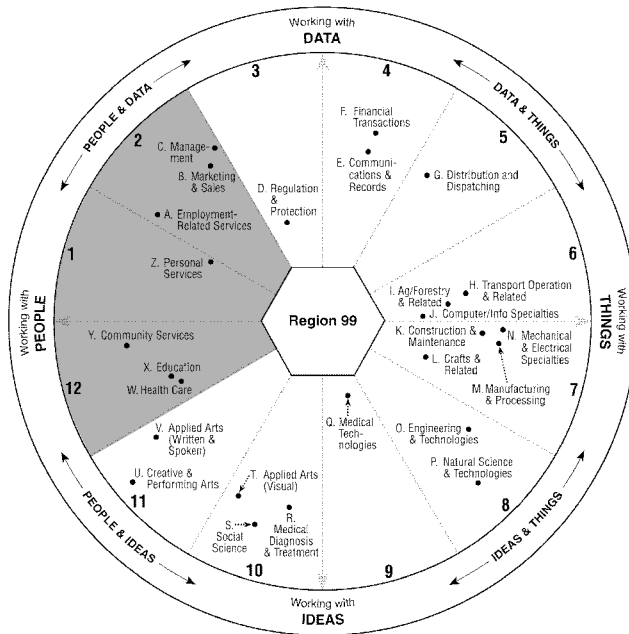 Working with
DATA
3
4
PEOPLE & DATA
DATA & THINGS
2
5
F. Financial
Transactions
C. Manage-
ment
E. Communi-
cations &
Records
B. Marketing
& Sales
G. Distribution and
Dispatching
D. Regulation
&
Protection
A. Employment-
Related Services
1
6
Z. Personal
Services
I. Ag/Forestry
& Related
H. Transport Operation
& Related
J. Computer/Info Specialties
Working with
PEOPLE
Region 99
Working with
THINGS
K. Construction &
Maintenance
N. Mechanical
& Electrical
Specialties
Y. Community Services
L. Crafts &
Related
X. Education
W. Health Care
M. Manufacturing
& Processing
12
7
V. Applied Arts
(Written &
Spoken)
Q. Medical
Tech-
nologies
O. Engineering
& Technologies
U. Creative &
Performing Arts
T. Applied Arts
(Visual)
P. Natural Science
& Technologies
11
8
S.
Social
Science
R.
Medical
Diagnosis
& Treatment
10
9
PEOPLE & IDEAS
IDEAS & THINGS
Working with
IDEAS